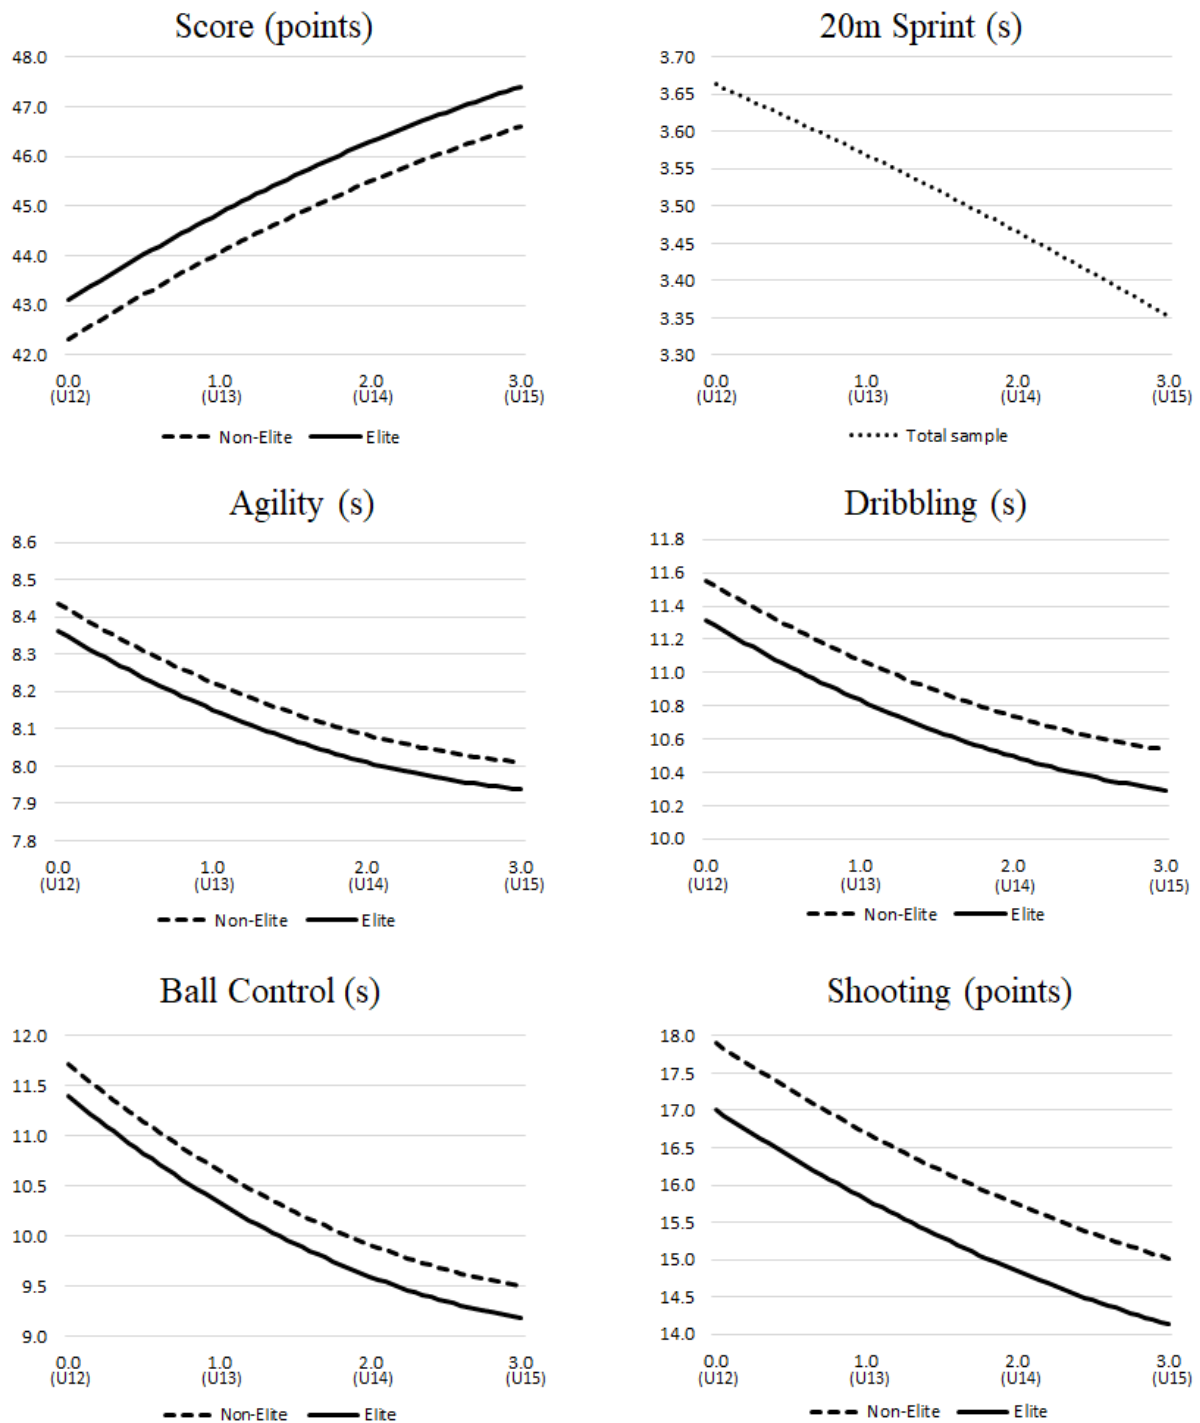 Score (points)
48.0
47.0
46.0
45.0
44.0
43.0
42.0
0.0 1.0 2.0 3.0
(U12) (U13) (U14) (U15)
Non-Elite Elite
20m Sprint (s)
3.70
3.65
3.60
3.55
3.50
3.45
3.40
3.35
3.30
0.0 1.0 2.0 3.0
(U12) (U13) (U14) (U15)
Total sample
Agility (s)
8.6
8.5
8.4
8.3
8.2
8.1
8.0
7.9
7.8
0.0 1.0 2.0 3.0
(U12) (U13) (U14) (U15)
Non-Elite Elite
Dribbling (s)
11.8
11.6
11.4
11.2
11.0
10.8
10.6
10.4
10.2
10.0
0.0 1.0 2.0 3.0
(U12) (U13) (U14) (U15)
Non-Elite Elite
Ball Control (s)
12.0
11.5
11.0
10.5
10.0
9.5
9.0
0.0 1.0 2.0 3.0
(U12) (U13) (U14) (U15)
Non-Elite Elite
Shooting (points)
18.0
17.5
17.0
16.5
16.0
15.5
15.0
14.5
14.0
0.0 1.0 2.0 3.0
(U12) (U13) (U14) (U15)
Non-Elite Elite